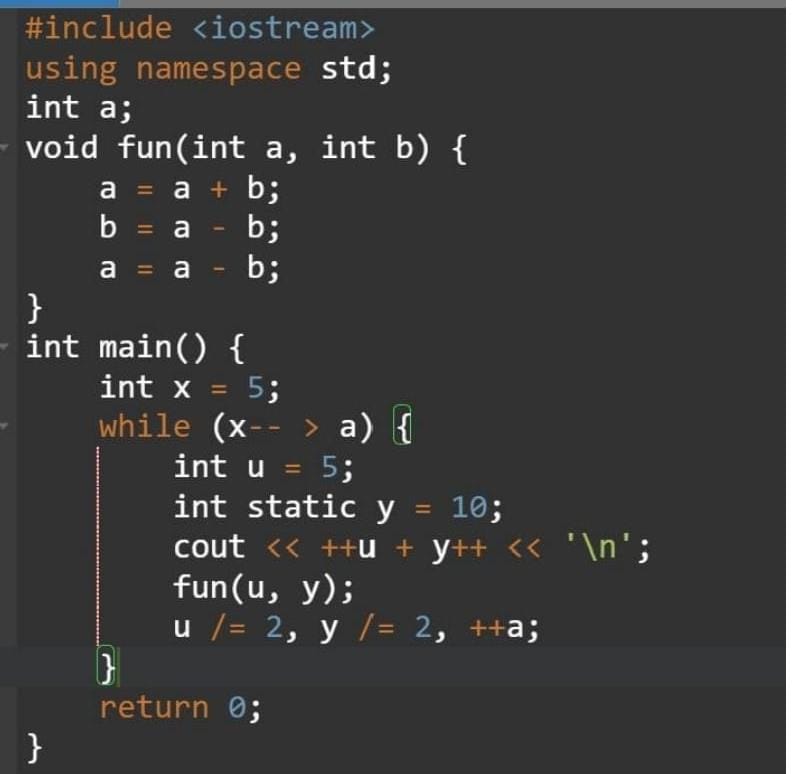 #include <iostream>
using namespace std;
int a;
void fun(int a, int b) {
    a = a + b;
    b = a - b;
    a = a - b;
}
int main() {
    int x = 5;
    while (x-- > a) {
        int u = 5;
        int static y = 10;
        cout << ++u + y++ << '\n';
        fun(u, y);
        u /= 2, y /= 2, ++a;
    }
    return 0;
}